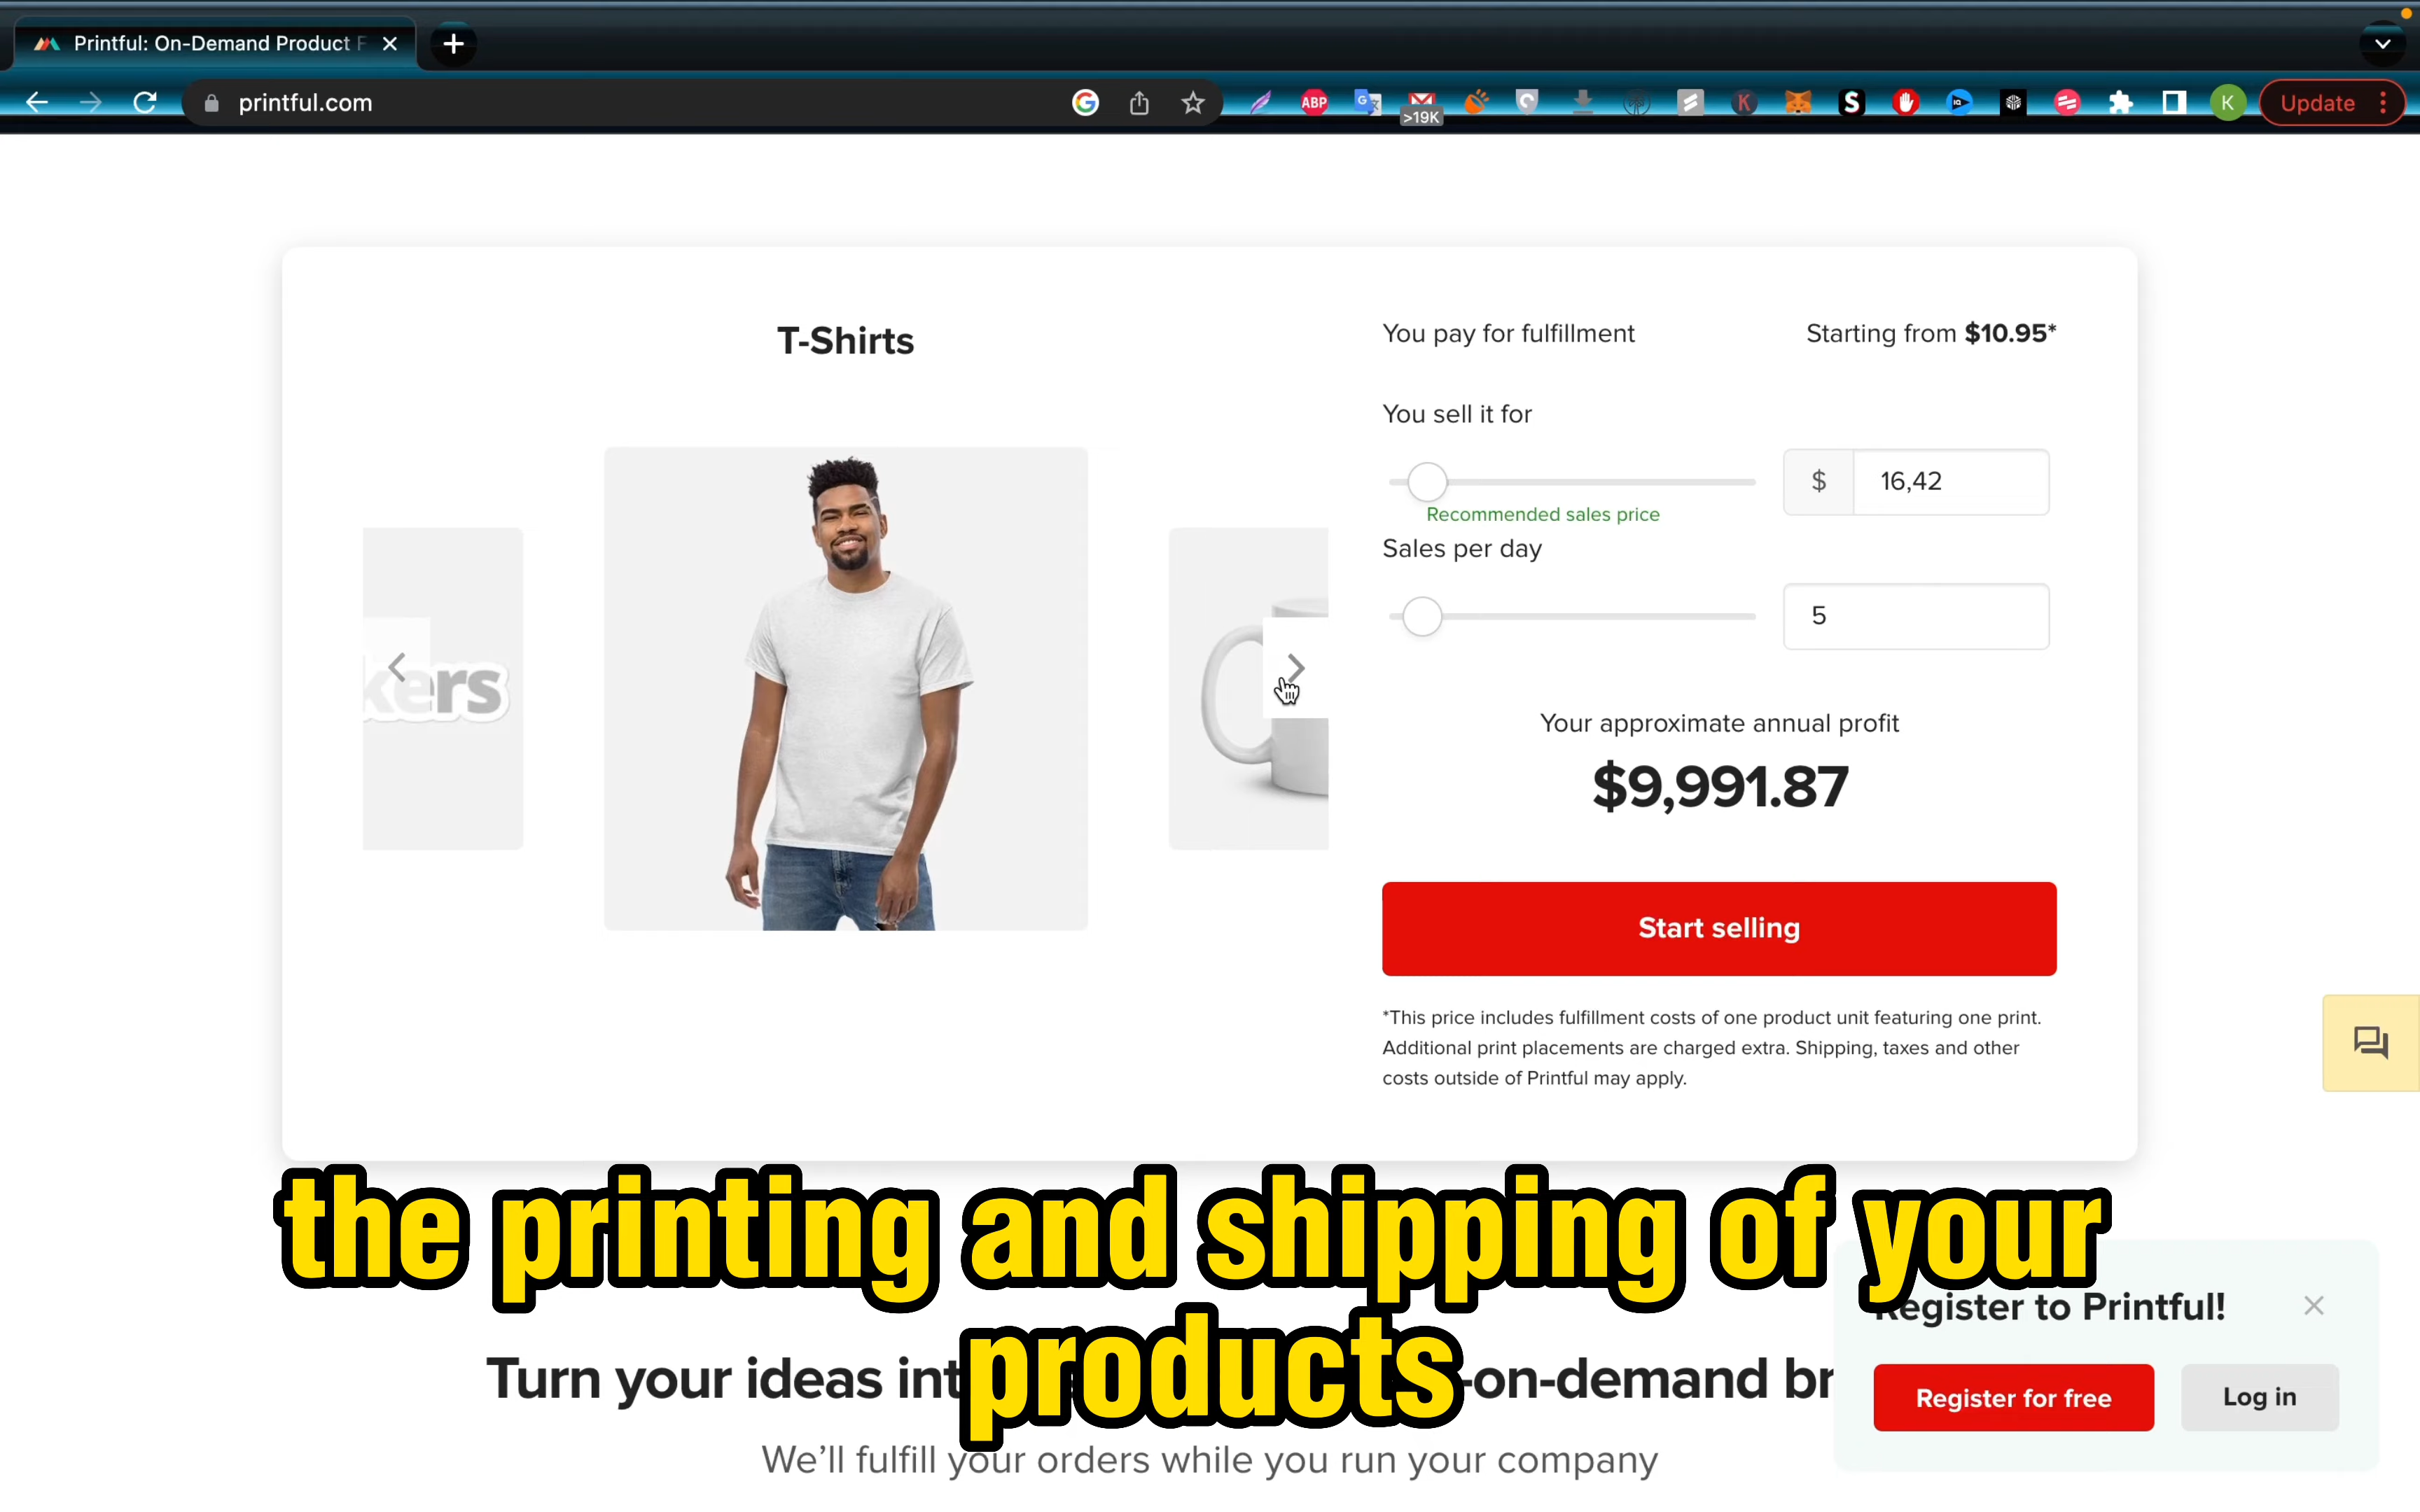 Printful: On-Demand Product F
printful.com
ABP
>19K
K
S
IQ
K
Update
T-Shirts
kers
You pay for fulfillment
Starting from $10.95*
You sell it for
$ 16,42
Recommended sales price
Sales per day
5
Your approximate annual profit
$9,991.87
Start selling
*This price includes fulfillment costs of one product unit featuring one print.
Additional print placements are charged extra. Shipping, taxes and other
costs outside of Printful may apply.
the printing and shipping of your
products
Register to Printful!
Register for free
Log in
Turn your ideas int -on-demand br
We'll fulfill your orders while you run your company